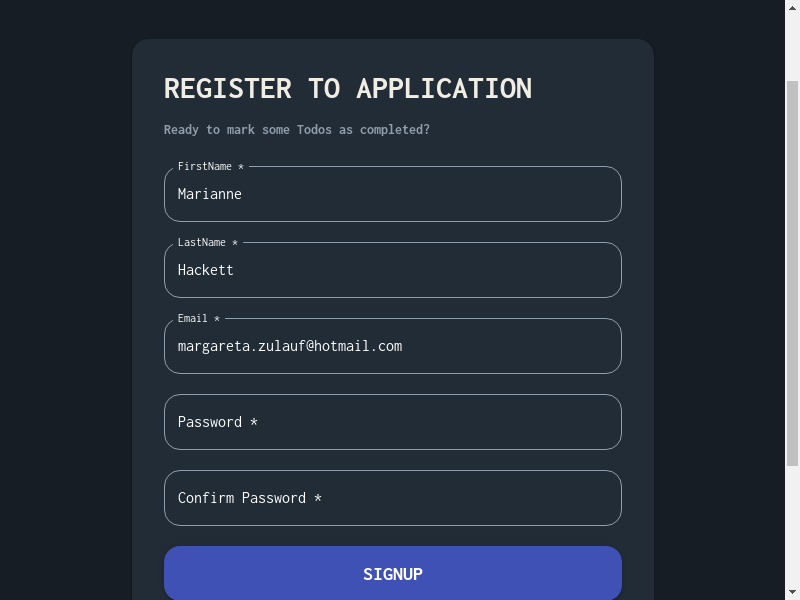 REGISTER TO APPLICATION
Ready to mark some Todos as completed?
FirstName *
Marianne
LastName *
Hackett
Email *
margareta.zulauf@hotmail.com
Password *
Confirm Password *
SIGNUP